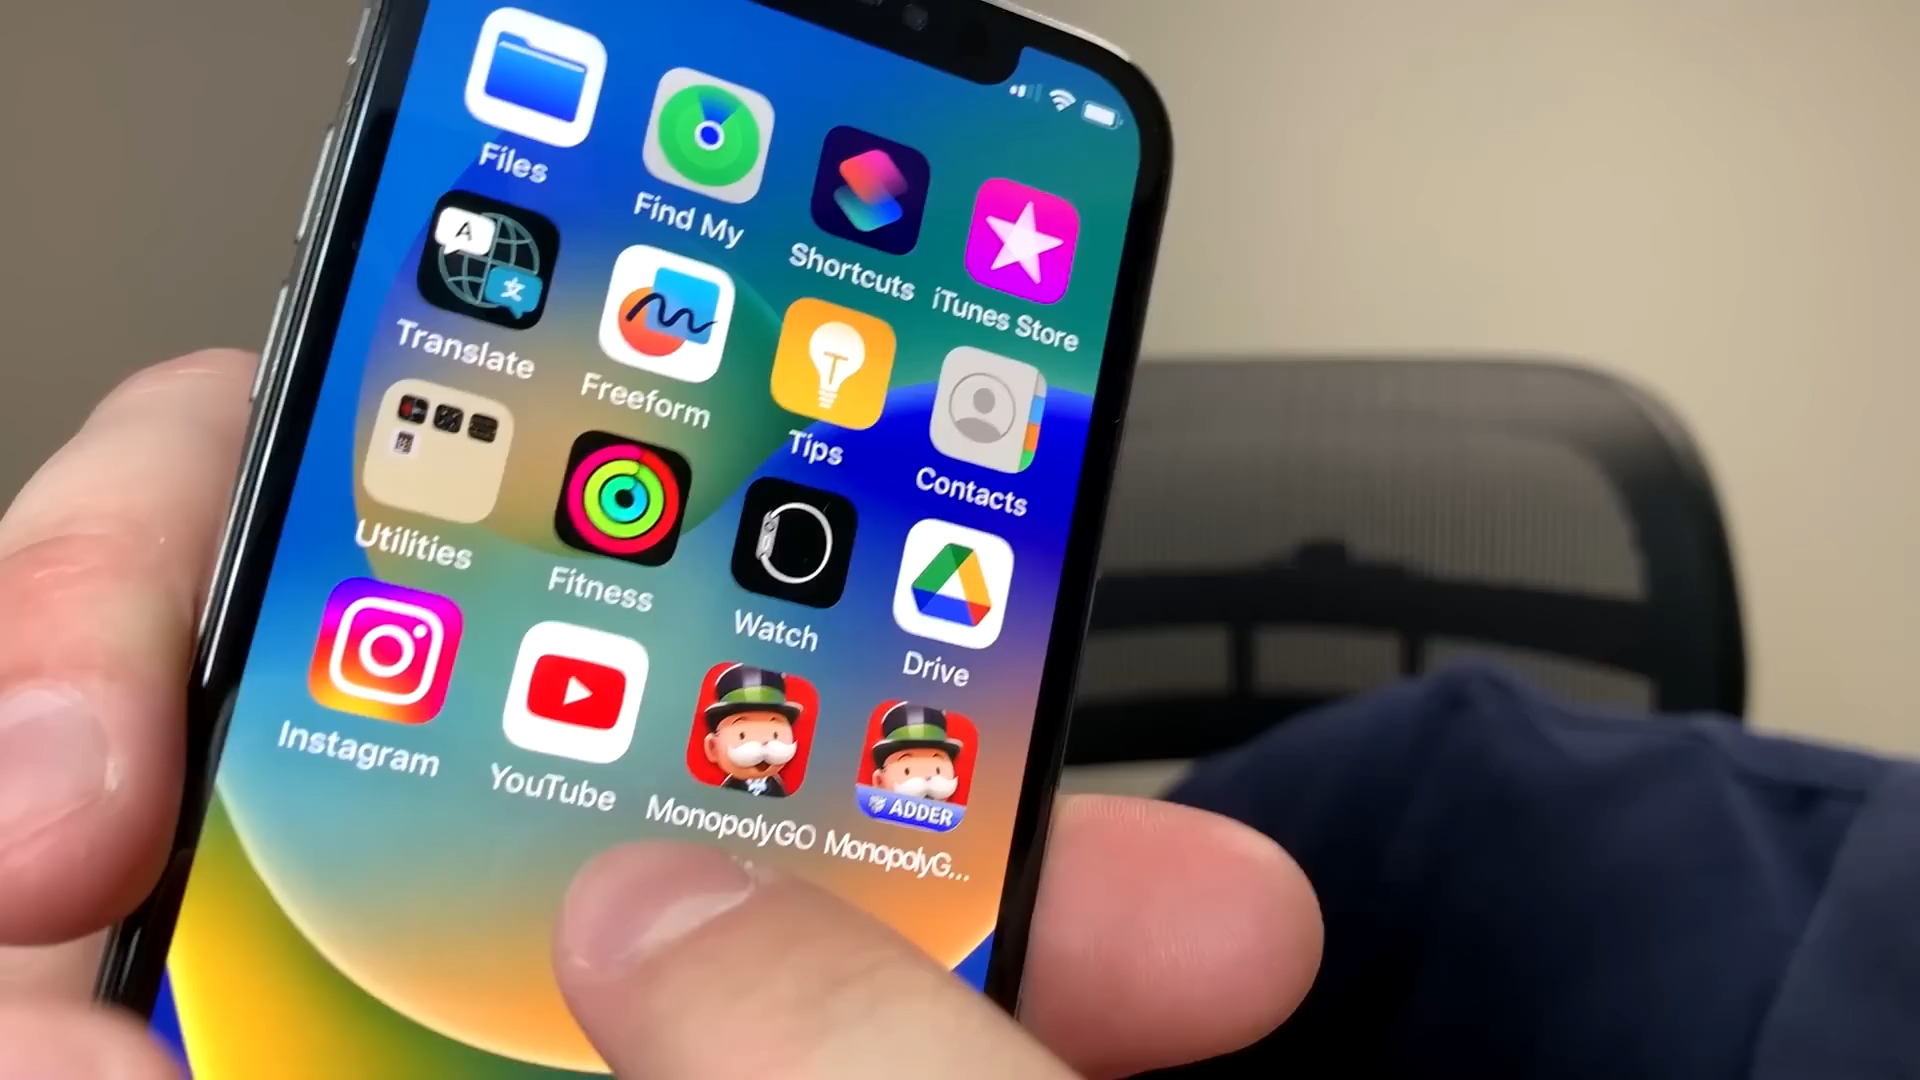 Files
Find My
Shortcuts
iTunes Store
A
文
Translate
Freeform
Tips
Contacts
Utilities
Fitness
Watch
Drive
Instagram
YouTube
MonopolyGO
ADDER
MonopolyG...